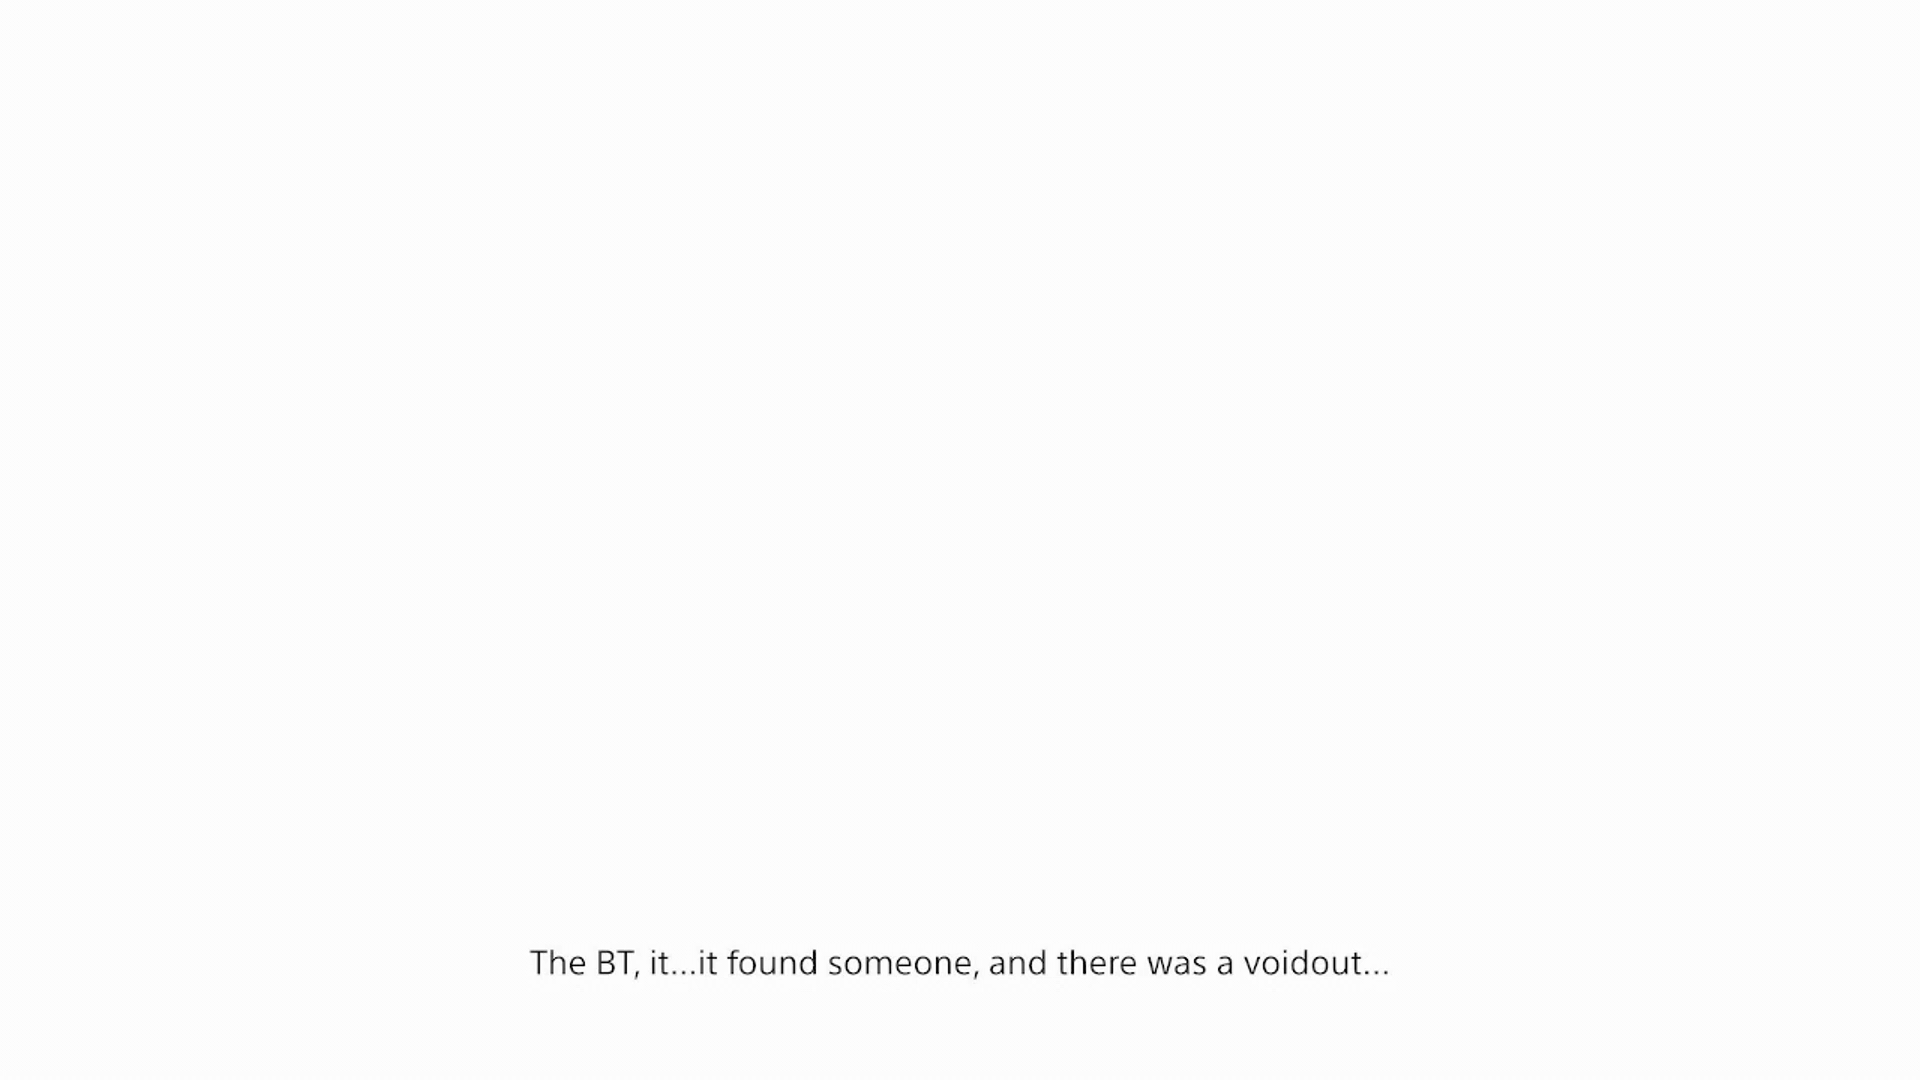 The BT, it...it found someone, and there was a voidout...